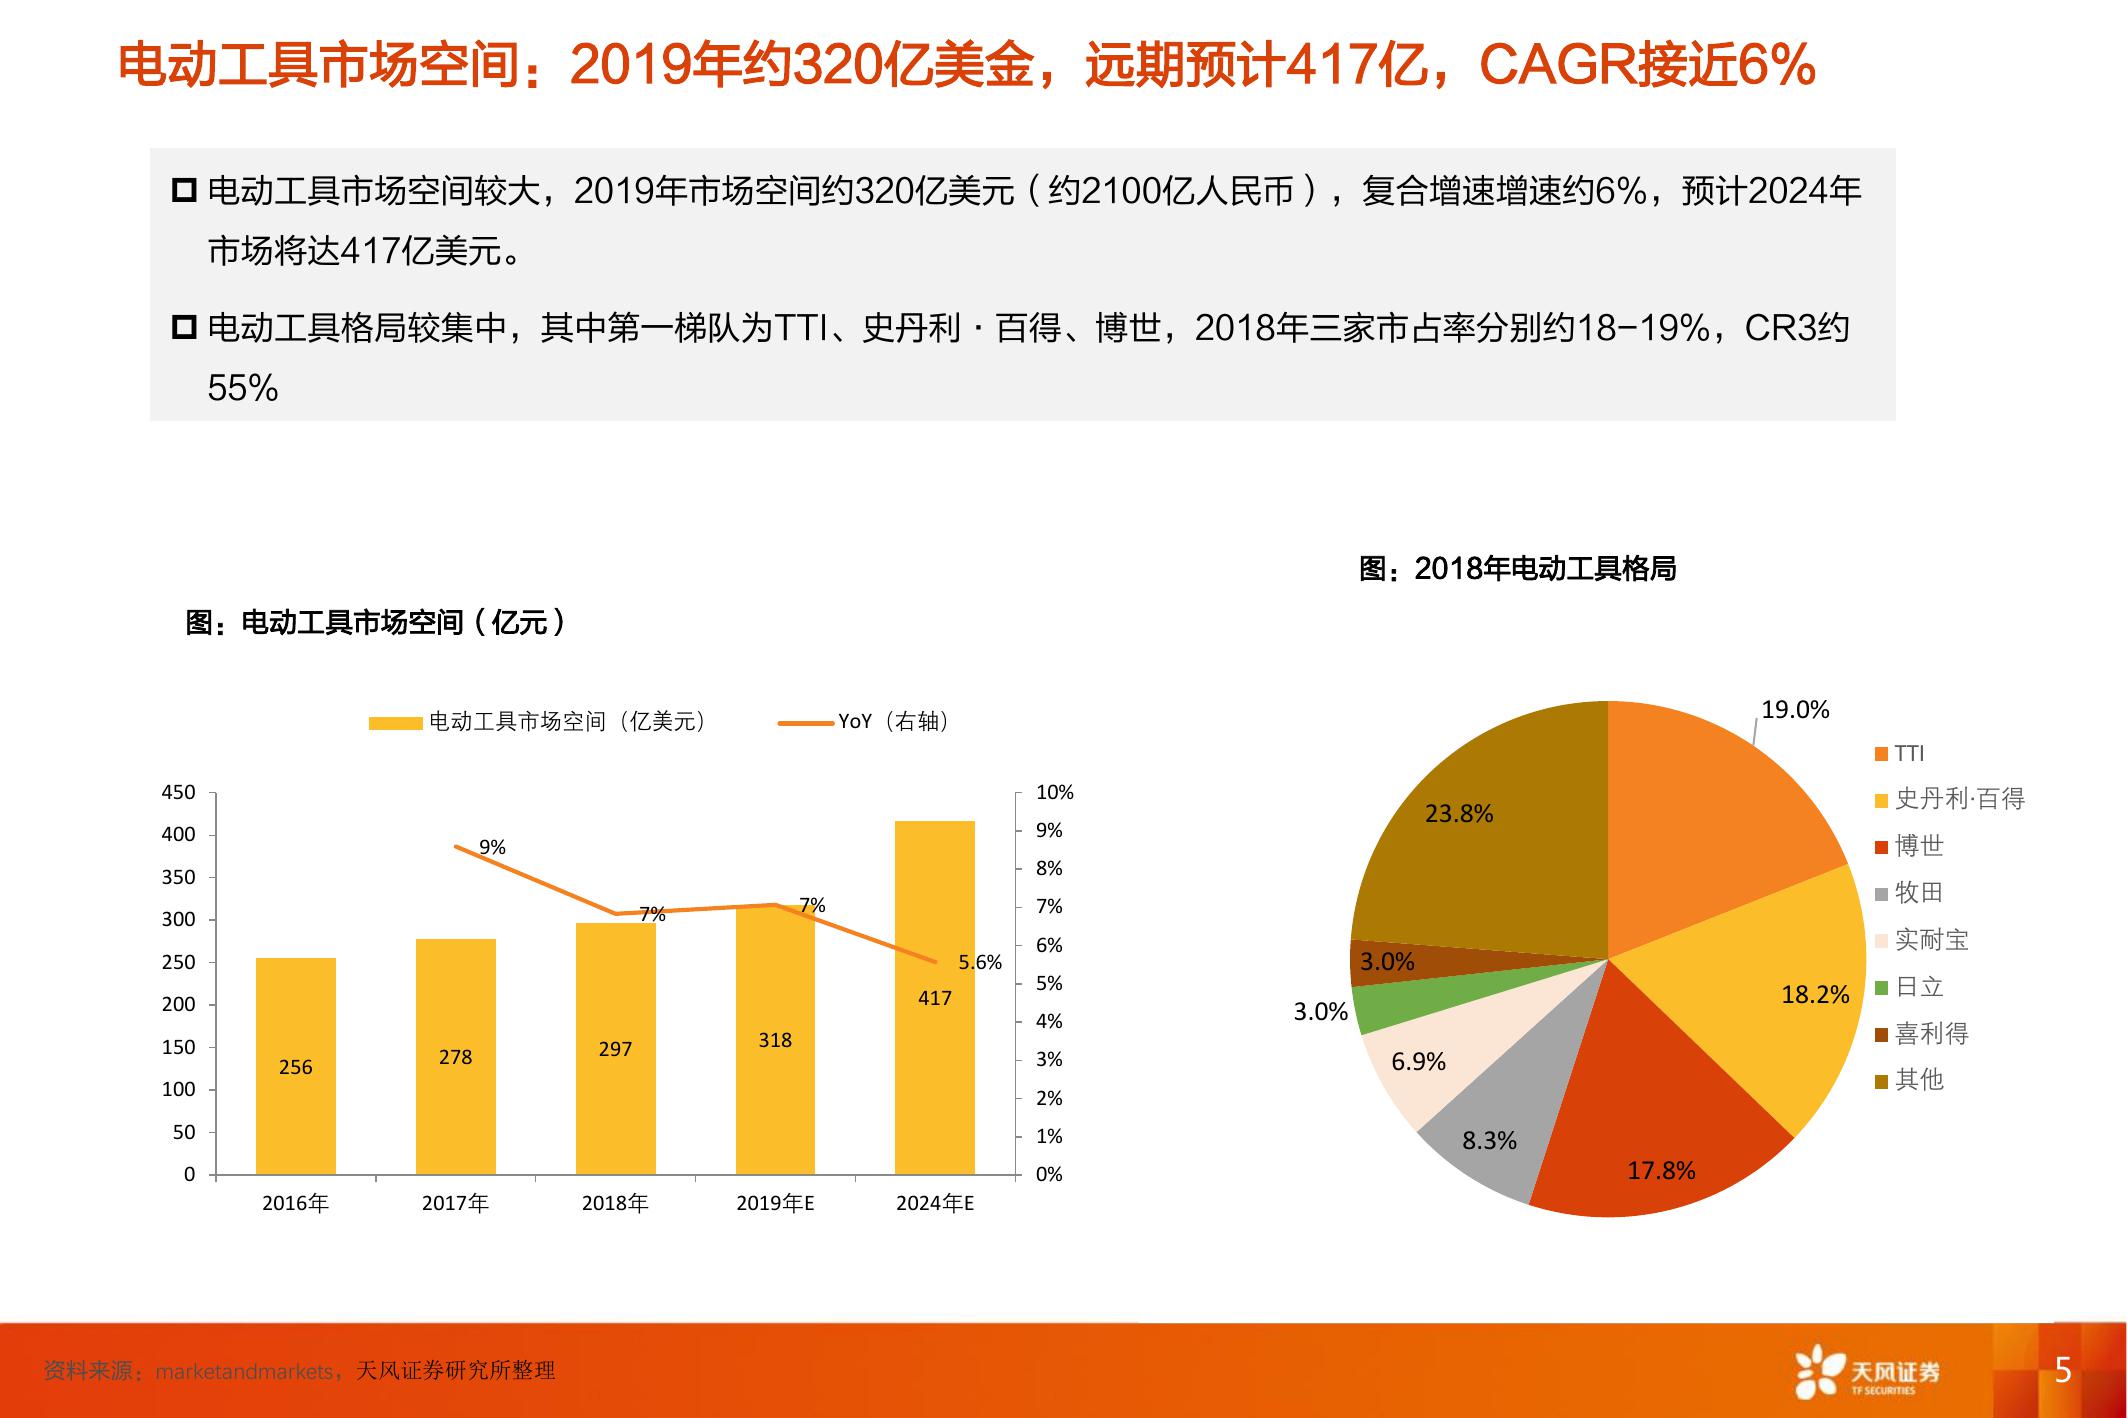 电动工具市场空间：2019年约320亿美金，远期预计417亿，CAGR接近6%
电动工具市场空间较大，2019年市场空间约320亿美元（约2100亿人民币），复合增速增速约6%，预计2024年
市场将达417亿美元。
电动工具格局较集中，其中第一梯队为TTI、史丹利·百得、博世，2018年三家市占率分别约18-19%，CR3约
55%
图：电动工具市场空间（亿元）
电动工具市场空间（亿美元）
YoY（右轴）
450
400
350
300
250
200
150
100
50
0
10%
9%
8%
7%
6%
5%
4%
3%
2%
1%
0%
9%
7%
7%
5.6%
256
278
297
318
417
2016年
2017年
2018年
2019年E
2024年E
图：2018年电动工具格局
19.0%
18.2%
17.8%
8.3%
6.9%
3.0%
3.0%
23.8%
TTI
史丹利·百得
博世
牧田
实耐宝
日立
喜利得
其他
资料来源：marketandmarkets，天风证券研究所整理
天风证券
TF SECURITIES
5